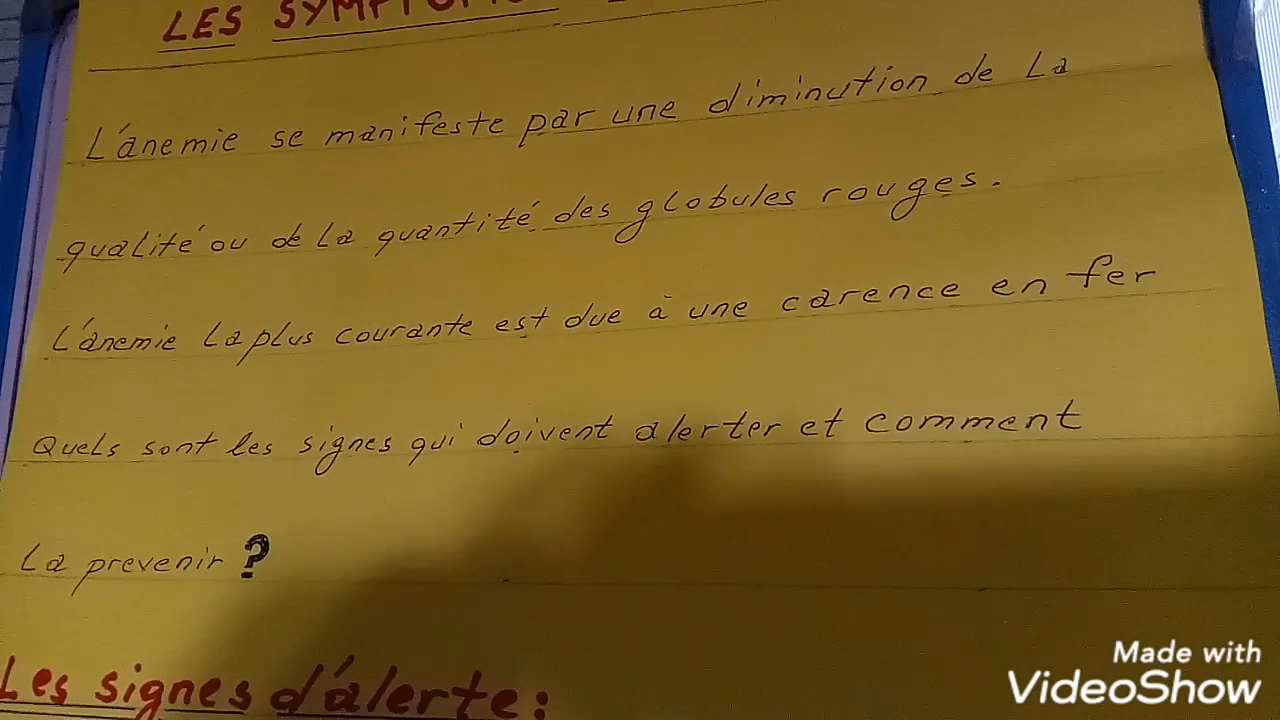 LES
L'anemie se manifeste par une diminution de La
qualité ou de La quantité des globules rouges.
L'anemie La plus courante est due à une carence en fer
Quels sont les signes qui doivent alerter et comment
La prevenir ?
Les signes d'alerte:
Made with
VideoShow